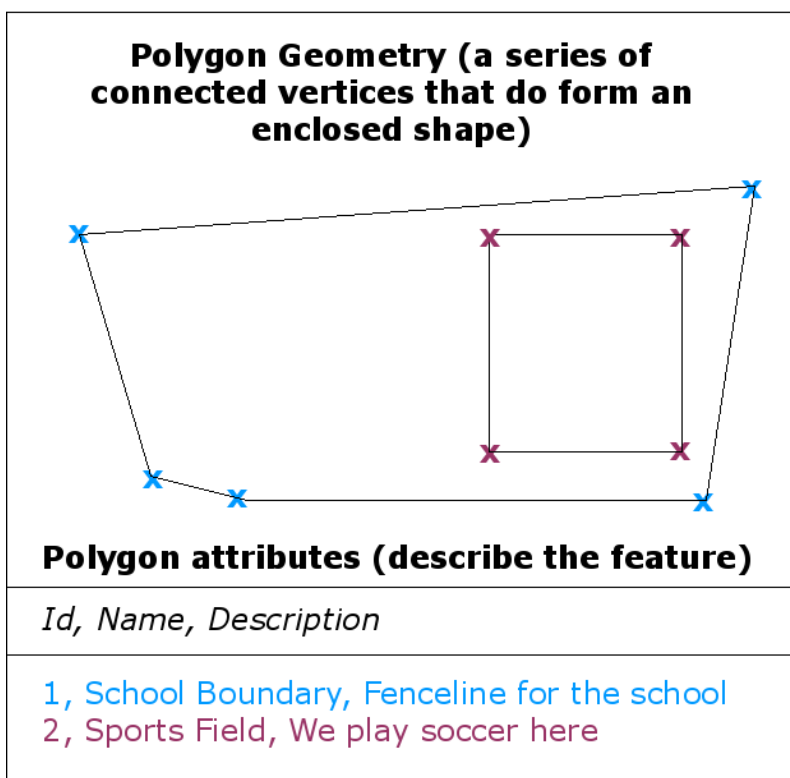 Polygon Geometry (a series of
connected vertices that do form an
enclosed shape)
Polygon attributes (describe the feature)
Id, Name, Description
1, School Boundary, Fenceline for the school
2, Sports Field, We play soccer here